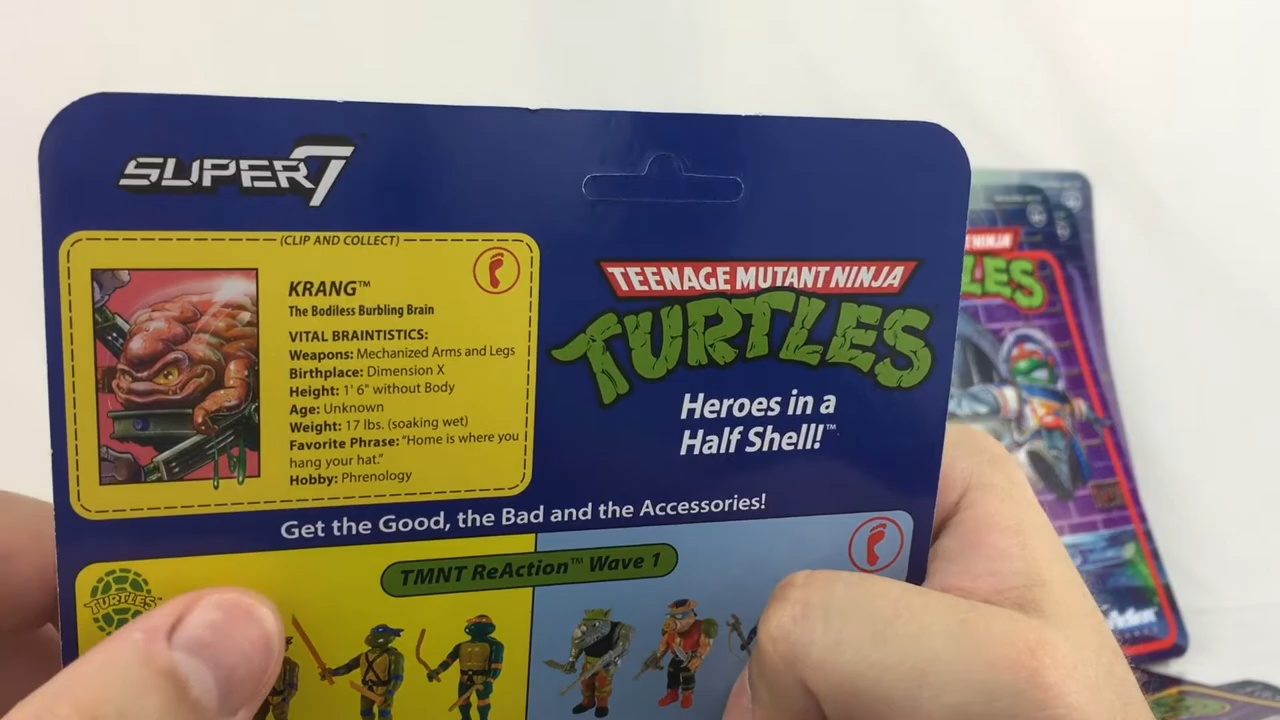 SUPER7
(CLIP AND COLLECT)
KRANG™
The Bodiless Burbling Brain
VITAL BRAINTISTICS:
Weapons: Mechanized Arms and Legs
Birthplace: Dimension X
Height: 1' 6" without Body
Age: Unknown
Weight: 17 lbs. (soaking wet)
Favorite Phrase: "Home is where you
hang your hat."
Hobby: Phrenology
TEENAGE MUTANT NINJA
TURTLES
Heroes in a
Half Shell!™
Get the Good, the Bad and the Accessories!
TMNT ReAction™ Wave 1
TURTLES